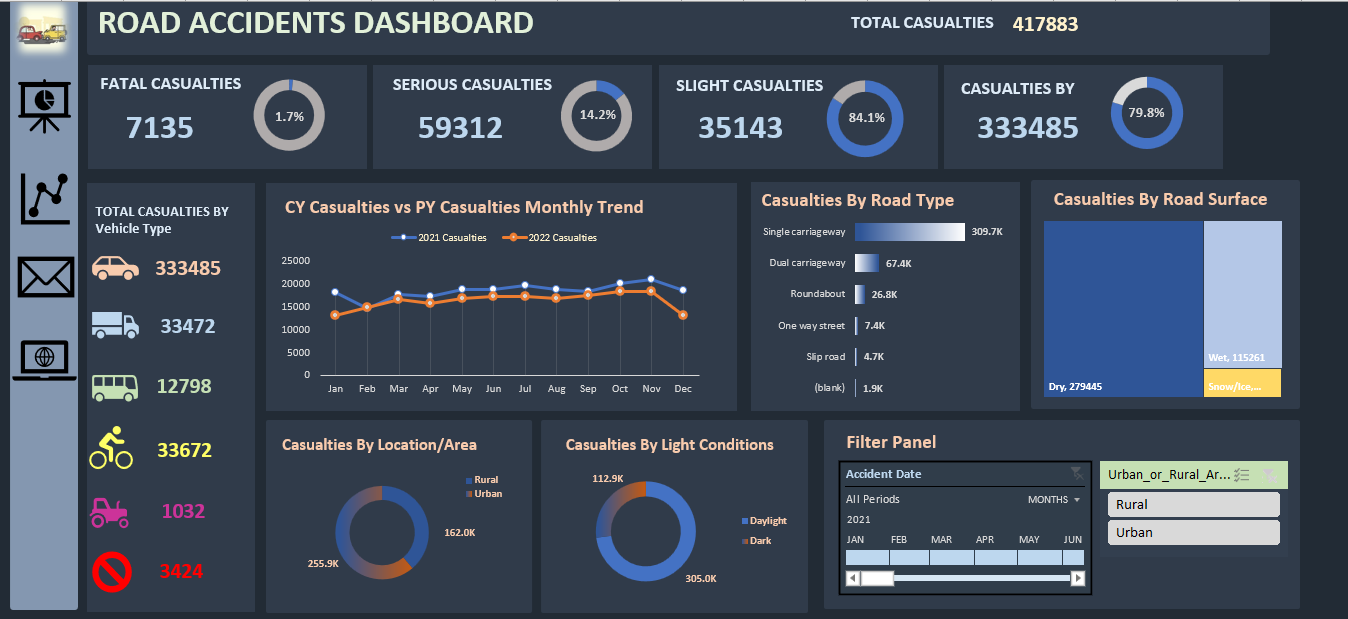 ROAD ACCIDENTS DASHBOARD
TOTAL CASUALTIES 417883
FATAL CASUALTIES
7135
1.7%
SERIOUS CASUALTIES
59312
14.2%
SLIGHT CASUALTIES
35143
84.1%
CASUALTIES BY
333485
79.8%
TOTAL CASUALTIES BY
Vehicle Type
333485
33472
12798
33672
1032
3424
CY Casualties vs PY Casualties Monthly Trend
2021 Casualties 2022 Casualties
25000
20000
15000
10000
5000
0
Jan Feb Mar Apr May Jun Jul Aug Sep Oct Nov Dec
Casualties By Road Type
Single carriageway 309.7K
Dual carriageway 67.4K
Roundabout 26.8K
One way street 7.4K
Slip road 4.7K
(blank) 1.9K
Casualties By Road Surface
Dry, 279445
Wet, 115261
Snow/Ice,...
Casualties By Location/Area
Rural
Urban
162.0K
255.9K
Casualties By Light Conditions
112.9K
Daylight
Dark
305.0K
Filter Panel
Accident Date
All Periods MONTHS
2021
JAN FEB MAR APR MAY JUN
Urban_or_Rural_Ar...
Rural
Urban